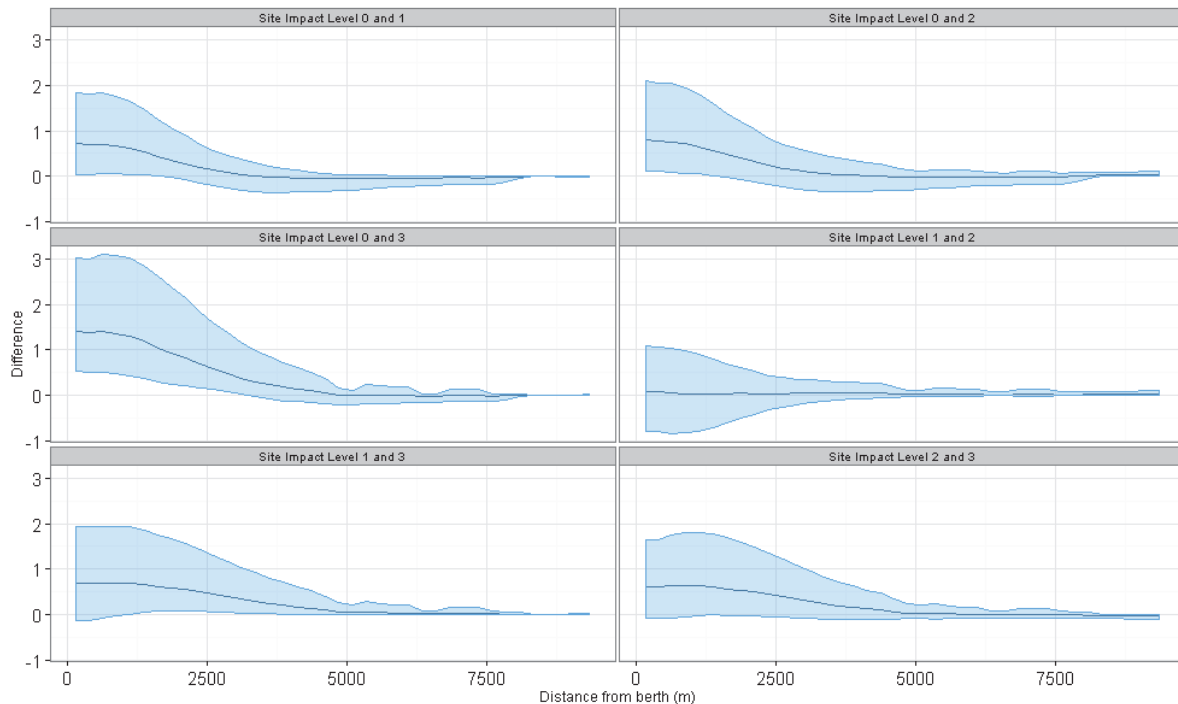 Site Impact Level 0 and 1
Site Impact Level 0 and 2
3
2
1
0
-1
Site Impact Level 0 and 3
Site Impact Level 1 and 2
3
2
1
0
-1
Difference
Site Impact Level 1 and 3
Site Impact Level 2 and 3
3
2
1
0
-1
0 2500 5000 7500 0 2500 5000 7500
Distance from berth (m)